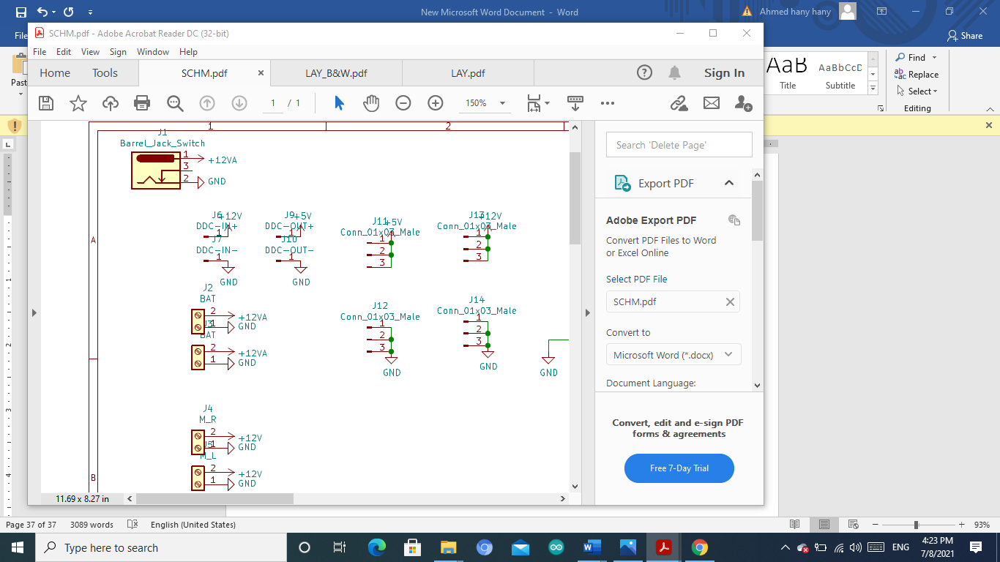 New Microsoft Word Document - Word
Ahmed hany hany
File
Share
SCHM.pdf - Adobe Acrobat Reader DC (32-bit)
File Edit View Sign Window Help
Home Tools SCHM.pdf LAY_B&W.pdf LAY.pdf Sign In
1 / 1 150%
Paste
AaB AaBbCcD
Title Subtitle
Find
Replace
Select
Editing
1 2
J1
Barrel_Jack_Switch
1 +12VA
3
2 GND
A
J6 +12V
DDC-IN+
1
J7
DDC-IN-
1
GND
J9 +5V
DDC-OUT+
1
J10
DDC-OUT-
1
GND
J11 +5V
Conn_01x03_Male
1
2
3
J13 +12V
Conn_01x03_Male
1
2
3
J2
BAT
2 +12VA
1 GND
J3
BAT
2 +12VA
1 GND
J12
Conn_01x03_Male
1
2
3
GND
J14
Conn_01x03_Male
1
2
3
GND
GND
J4
M_R
2 +12V
1 GND
J5
M_L
2 +12V
1 GND
B
11.69 x 8.27 in
Search 'Delete Page'
Export PDF
Adobe Export PDF
Convert PDF Files to Word
or Excel Online
Select PDF File
SCHM.pdf
Convert to
Microsoft Word (*.docx)
Document Language:
Convert, edit and e-sign PDF
forms & agreements
Free 7-Day Trial
1
2
3
4
Page 37 of 37 3089 words English (United States) 93%
Type here to search
ENG
4:23 PM
7/8/2021